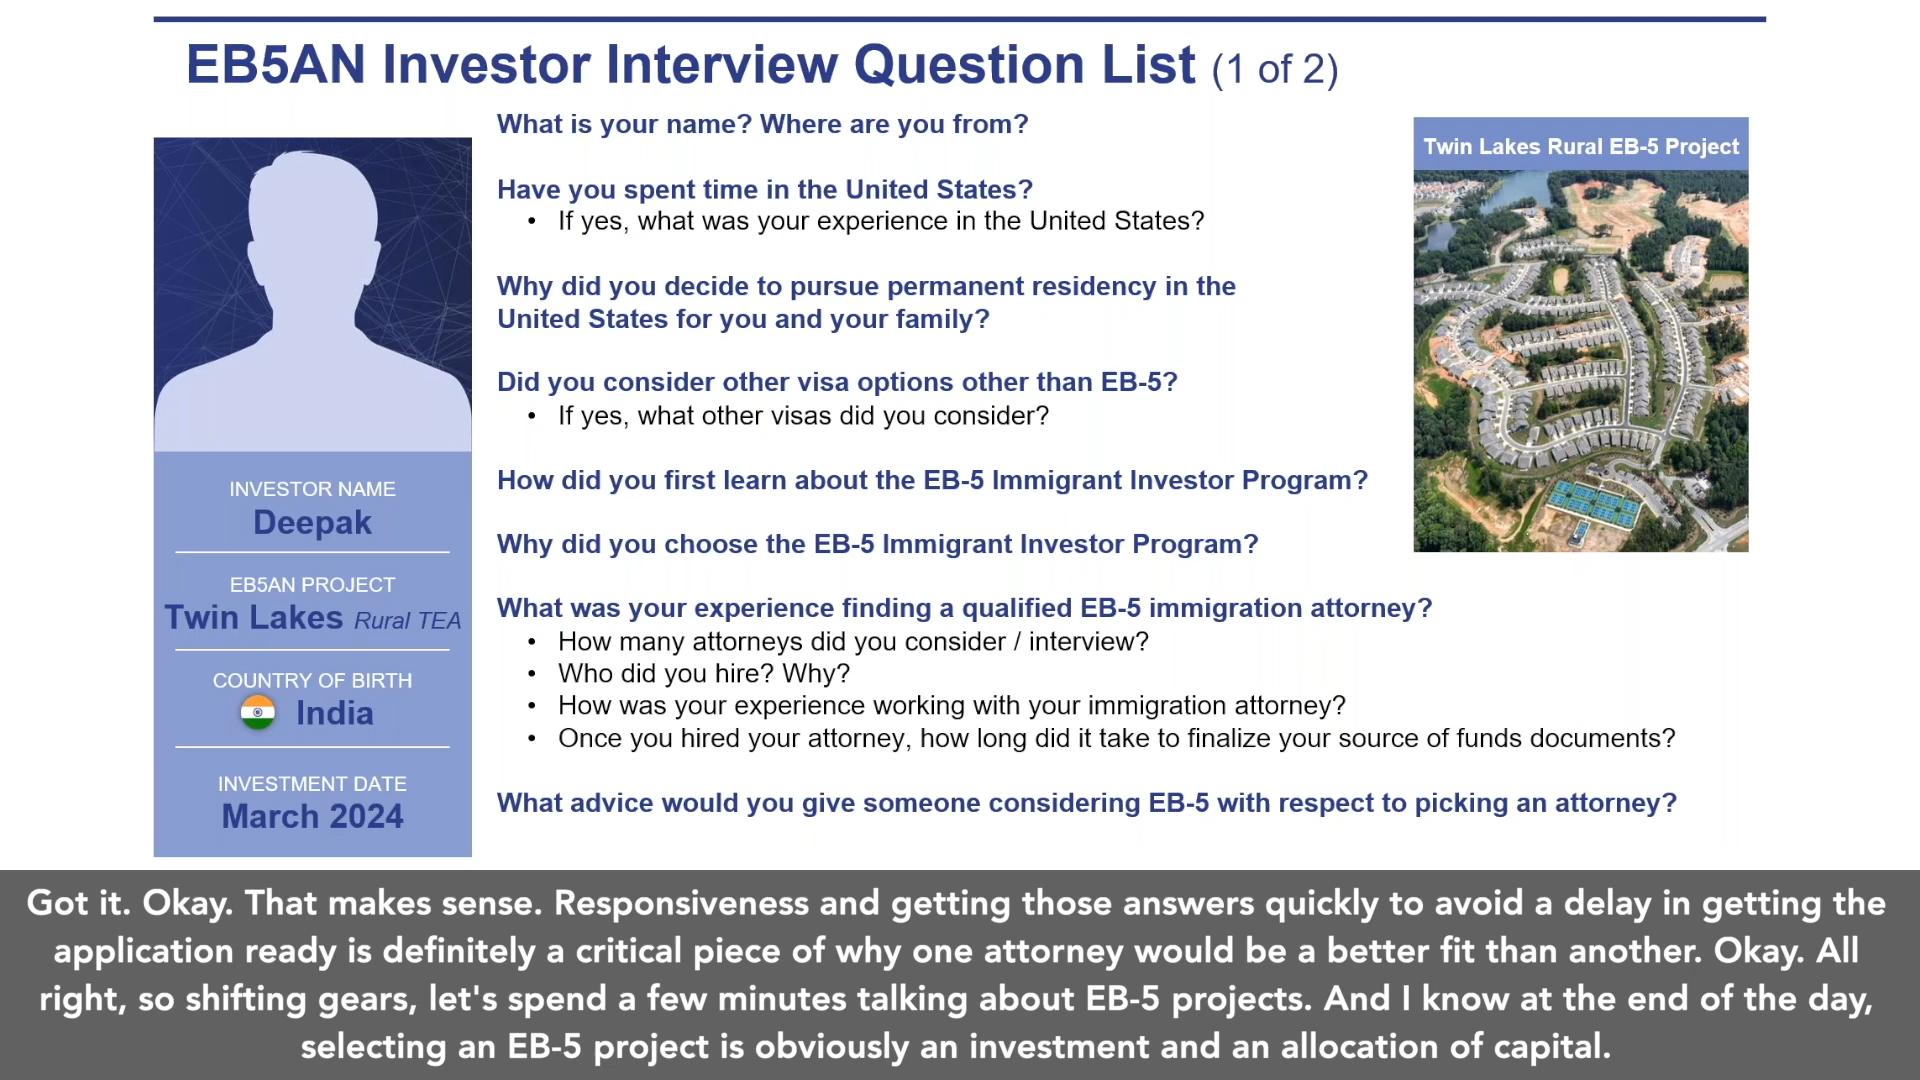 EB5AN Investor Interview Question List (1 of 2)
What is your name? Where are you from?
Have you spent time in the United States?
• If yes, what was your experience in the United States?
Why did you decide to pursue permanent residency in the
United States for you and your family?
Did you consider other visa options other than EB-5?
• If yes, what other visas did you consider?
How did you first learn about the EB-5 Immigrant Investor Program?
Why did you choose the EB-5 Immigrant Investor Program?
What was your experience finding a qualified EB-5 immigration attorney?
• How many attorneys did you consider / interview?
• Who did you hire? Why?
• How was your experience working with your immigration attorney?
• Once you hired your attorney, how long did it take to finalize your source of funds documents?
What advice would you give someone considering EB-5 with respect to picking an attorney?
Twin Lakes Rural EB-5 Project
INVESTOR NAME
Deepak
EB5AN PROJECT
Twin Lakes Rural TEA
COUNTRY OF BIRTH
India
INVESTMENT DATE
March 2024
Got it. Okay. That makes sense. Responsiveness and getting those answers quickly to avoid a delay in getting the
application ready is definitely a critical piece of why one attorney would be a better fit than another. Okay. All
right, so shifting gears, let's spend a few minutes talking about EB-5 projects. And I know at the end of the day,
selecting an EB-5 project is obviously an investment and an allocation of capital.